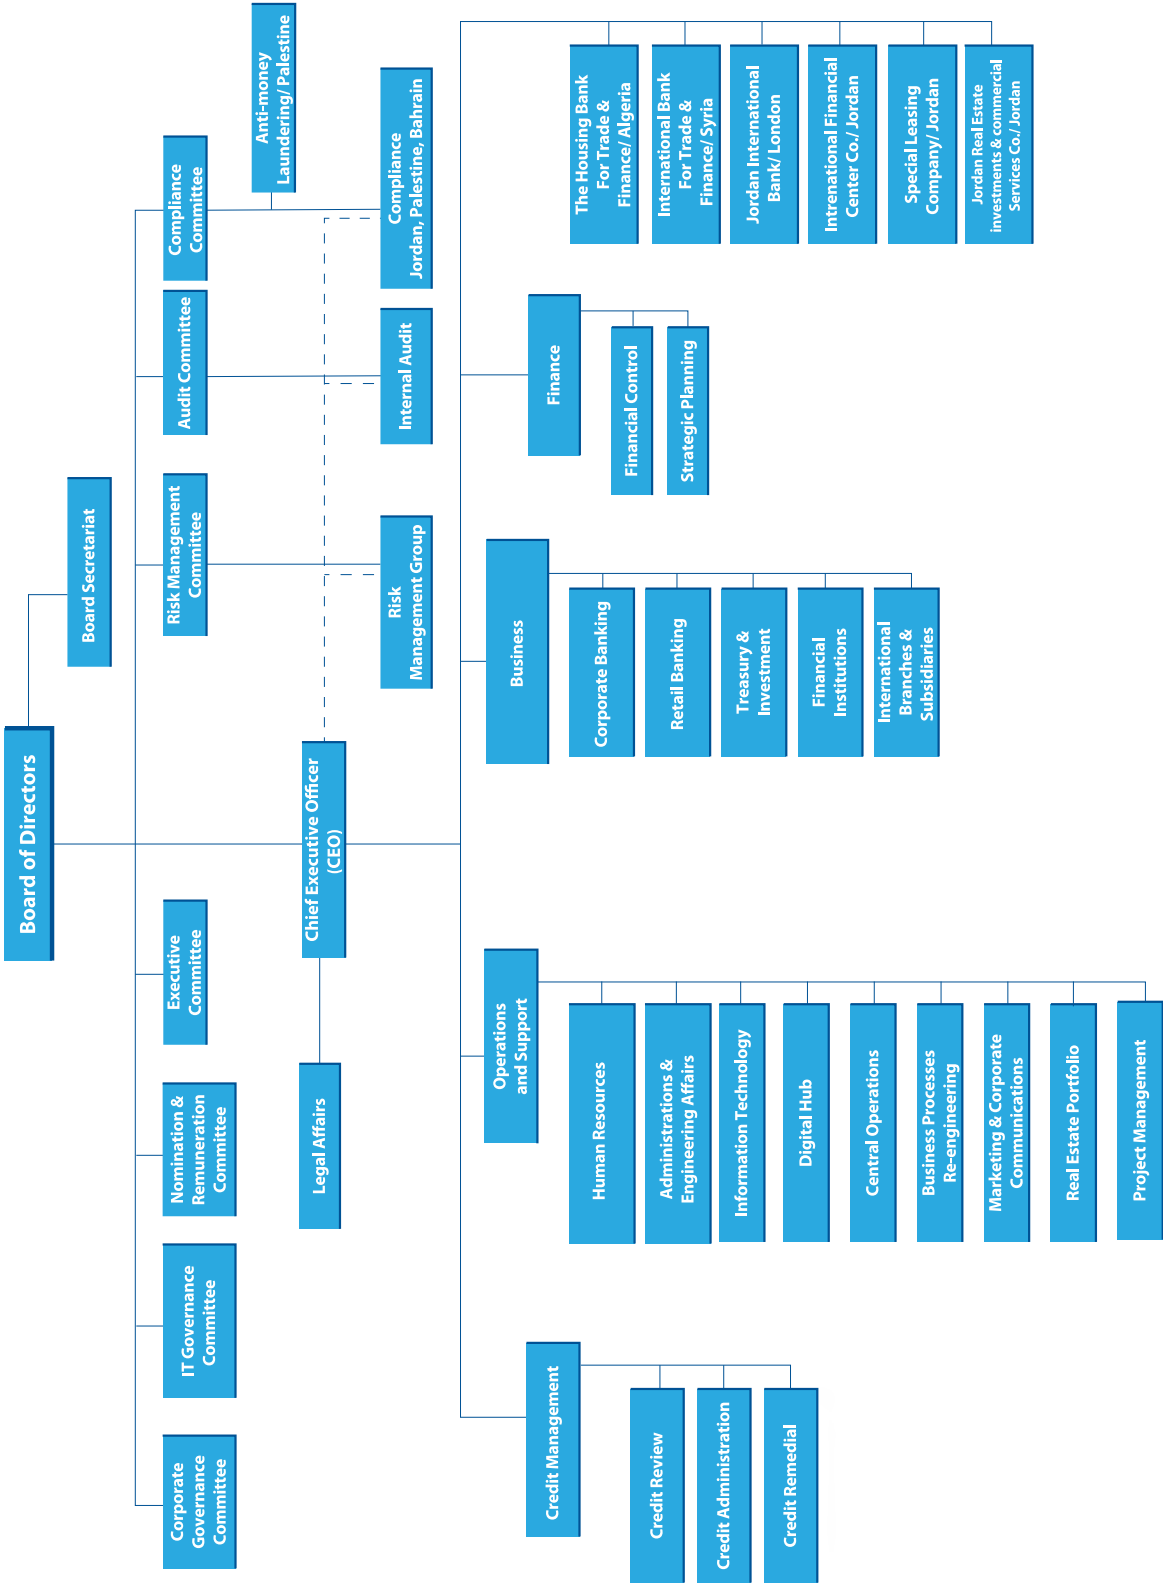 Board of Directors
Board Secretariat
Corporate
Governance
Committee
IT Governance
Committee
Nomination &
Remuneration
Committee
Executive
Committee
Risk Management
Committee
Audit Committee
Compliance
Committee
Anti-money
Laundering/ Palestine
Legal Affairs
Chief Executive Officer
(CEO)
Risk
Management Group
Internal Audit
Compliance
Jordan, Palestine, Bahrain
Credit Management
Credit Review
Credit Administration
Credit Remedial
Operations
and Support
Human Resources
Administrations &
Engineering Affairs
Information Technology
Digital Hub
Central Operations
Business Processes
Re-engineering
Marketing & Corporate
Communications
Real Estate Portfolio
Project Management
Business
Corporate Banking
Retail Banking
Treasury &
Investment
Financial
Institutions
International
Branches &
Subsidiaries
Finance
Financial Control
Strategic Planning
The Housing Bank
For Trade &
Finance/ Algeria
International Bank
For Trade &
Finance/ Syria
Jordan International
Bank/ London
Intrenational Financial
Center Co./ Jordan
Special Leasing
Company/ Jordan
Jordan Real Estate
investments & commercial
Services Co./ Jordan